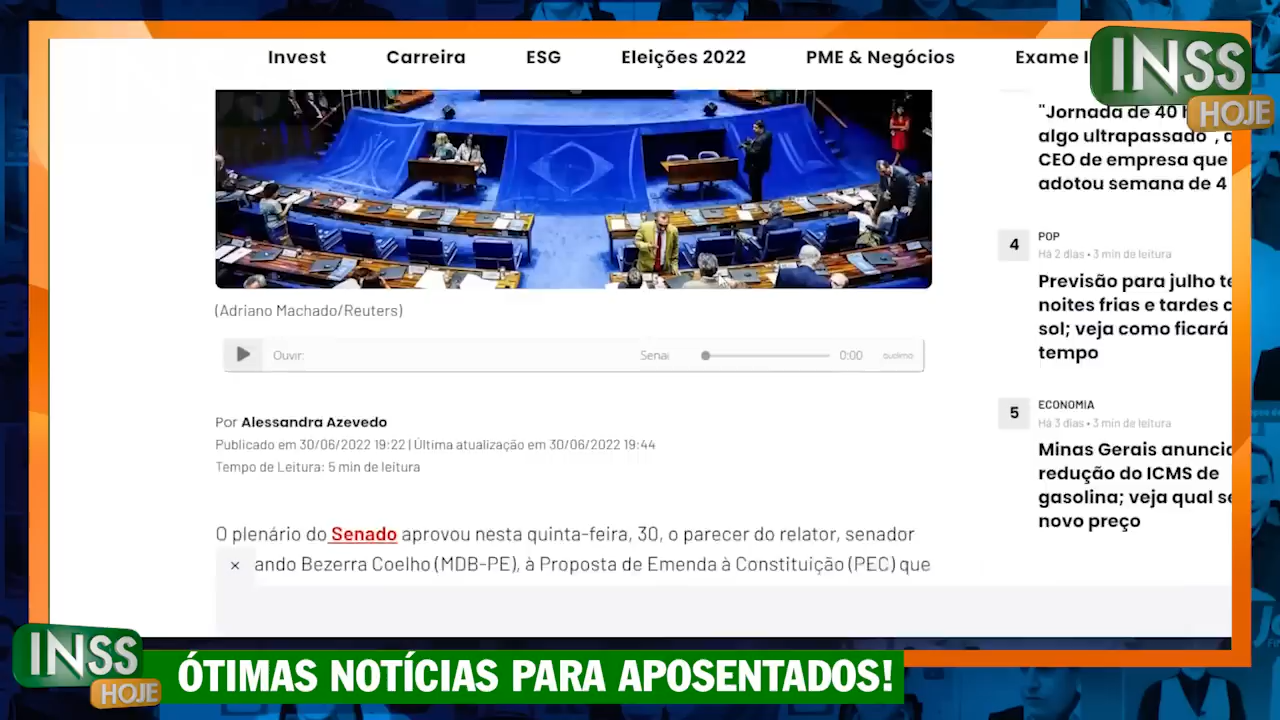 Invest Carreira ESG Eleições 2022 PME & Negócios Exame
INSS
HOJE
(Adriano Machado/Reuters)
Ouvir: Senai 0:00 audima
Por Alessandra Azevedo
Publicado em 30/06/2022 19:22 | Última atualização em 30/06/2022 19:44
Tempo de Leitura: 5 min de leitura
O plenário do Senado aprovou nesta quinta-feira, 30, o parecer do relator, senador
ando Bezerra Coelho (MDB-PE), à Proposta de Emenda à Constituição (PEC) que
×
"Jornada de 40
algo ultrapassado",
CEO de empresa que
adotou semana de 4
4
POP
Há 2 dias • 3 min de leitura
Previsão para julho te
noites frias e tardes c
sol; veja como ficará
tempo
5
ECONOMIA
Há 3 dias • 3 min de leitura
Minas Gerais anuncia
redução do ICMS de
gasolina; veja qual se
novo preço
INSS
HOJE
ÓTIMAS NOTÍCIAS PARA APOSENTADOS!